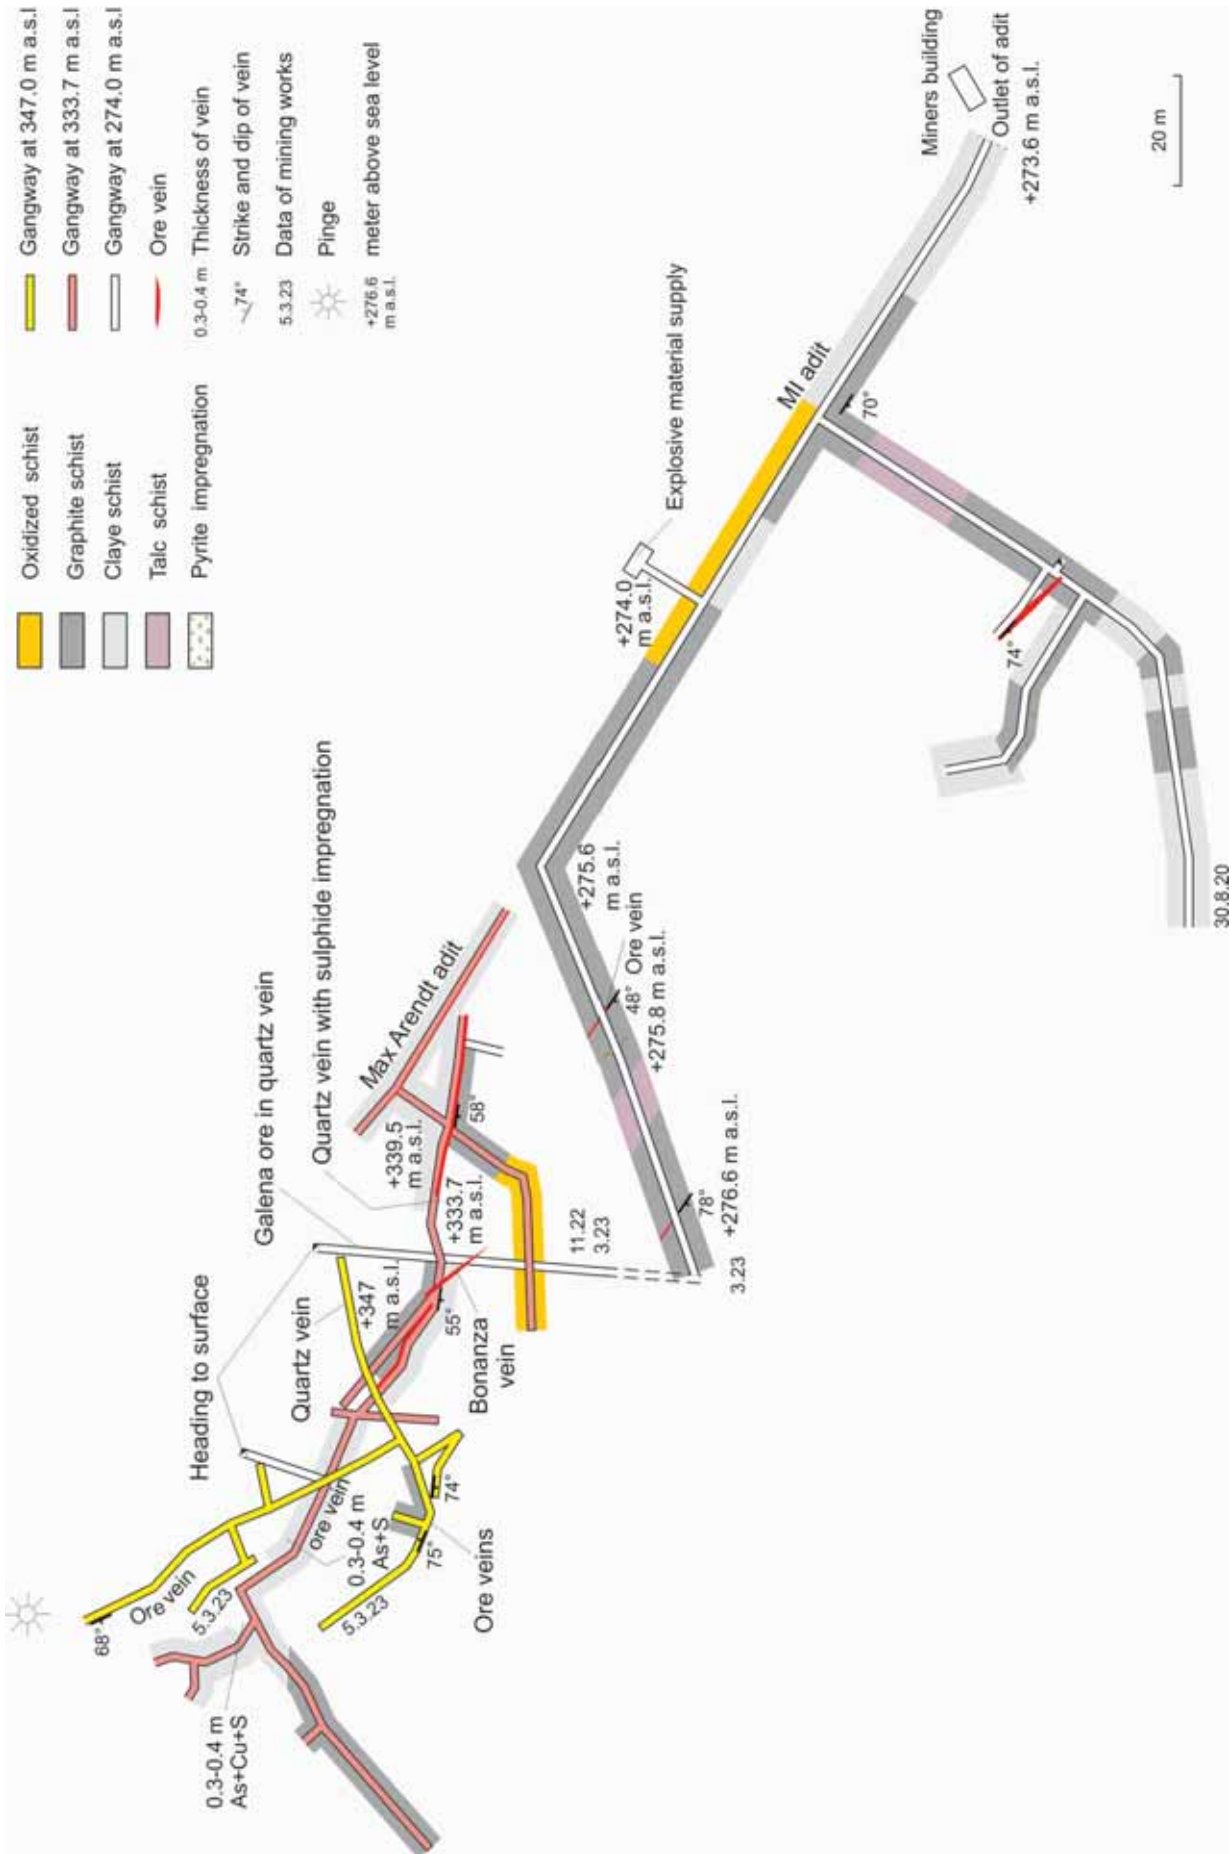 Oxidized schist
Graphite schist
Claye schist
Talc schist
Pyrite impregnation
Gangway at 347.0 m a.s.l
Gangway at 333.7 m a.s.l
Gangway at 274.0 m a.s.l
Ore vein
0.3-0.4 m Thickness of vein
74° Strike and dip of vein
5.3.23 Data of mining works
Pinge
+276.6
m a.s.l.
meter above sea level
68°
Ore vein
5.3.23
0.3-0.4 m
As+Cu+S
Heading to surface
Quartz vein
ore vein
0.3-0.4 m
As+S
5.3.23
75°
74°
Ore veins
+347
m a.s.l.
55°
Bonanza
vein
Galena ore in quartz vein
Quartz vein with sulphide impregnation
Max Arendt adit
+339.5
m a.s.l.
+333.7
m a.s.l.
58°
11.22
3.23
3.23
78°
+276.6 m a.s.l.
48° Ore vein
+275.8 m a.s.l.
+275.6
m a.s.l.
+274.0
m a.s.l.
Explosive material supply
MI adit
70°
74°
30.8.20
Miners building
Outlet of adit
+273.6 m a.s.l.
20 m